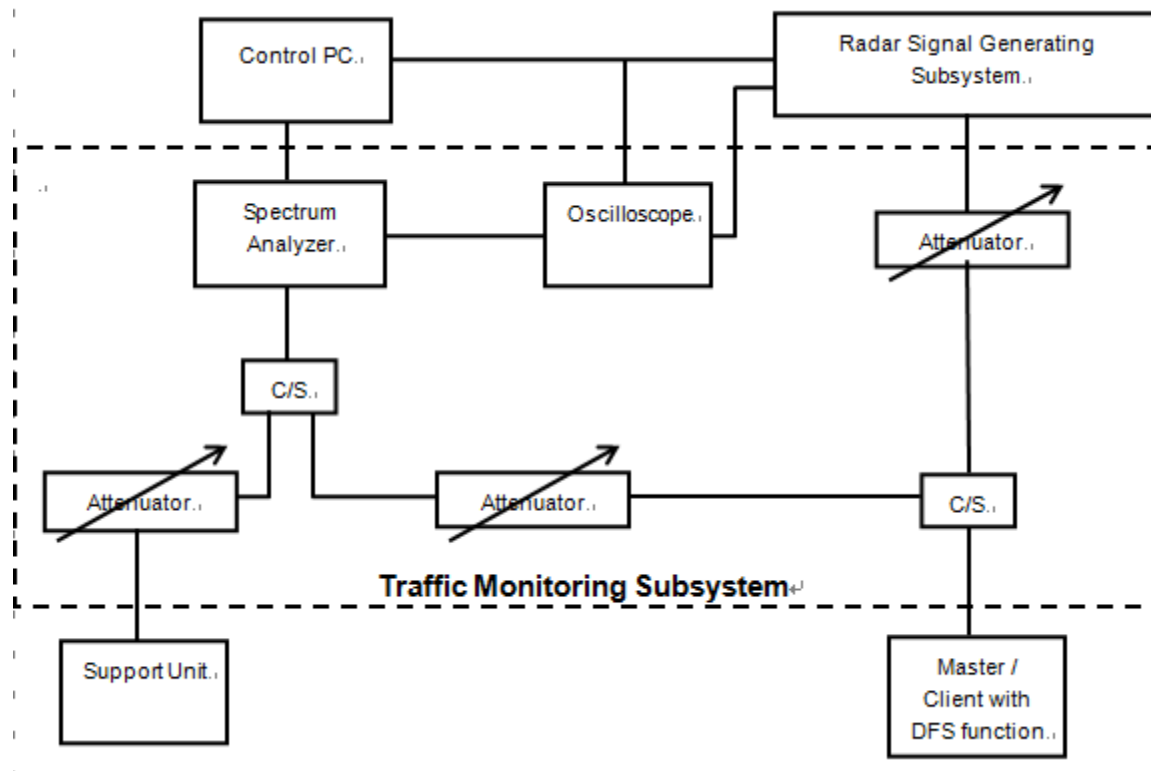 Control PC.
Radar Signal Generating
Subsystem.
Spectrum
Analyzer.
Oscilloscope.
Attenuator.
C/S.
Attenuator.
Attenuator.
C/S.
Traffic Monitoring Subsystem
Support Unit.
Master /
Client with
DFS function.